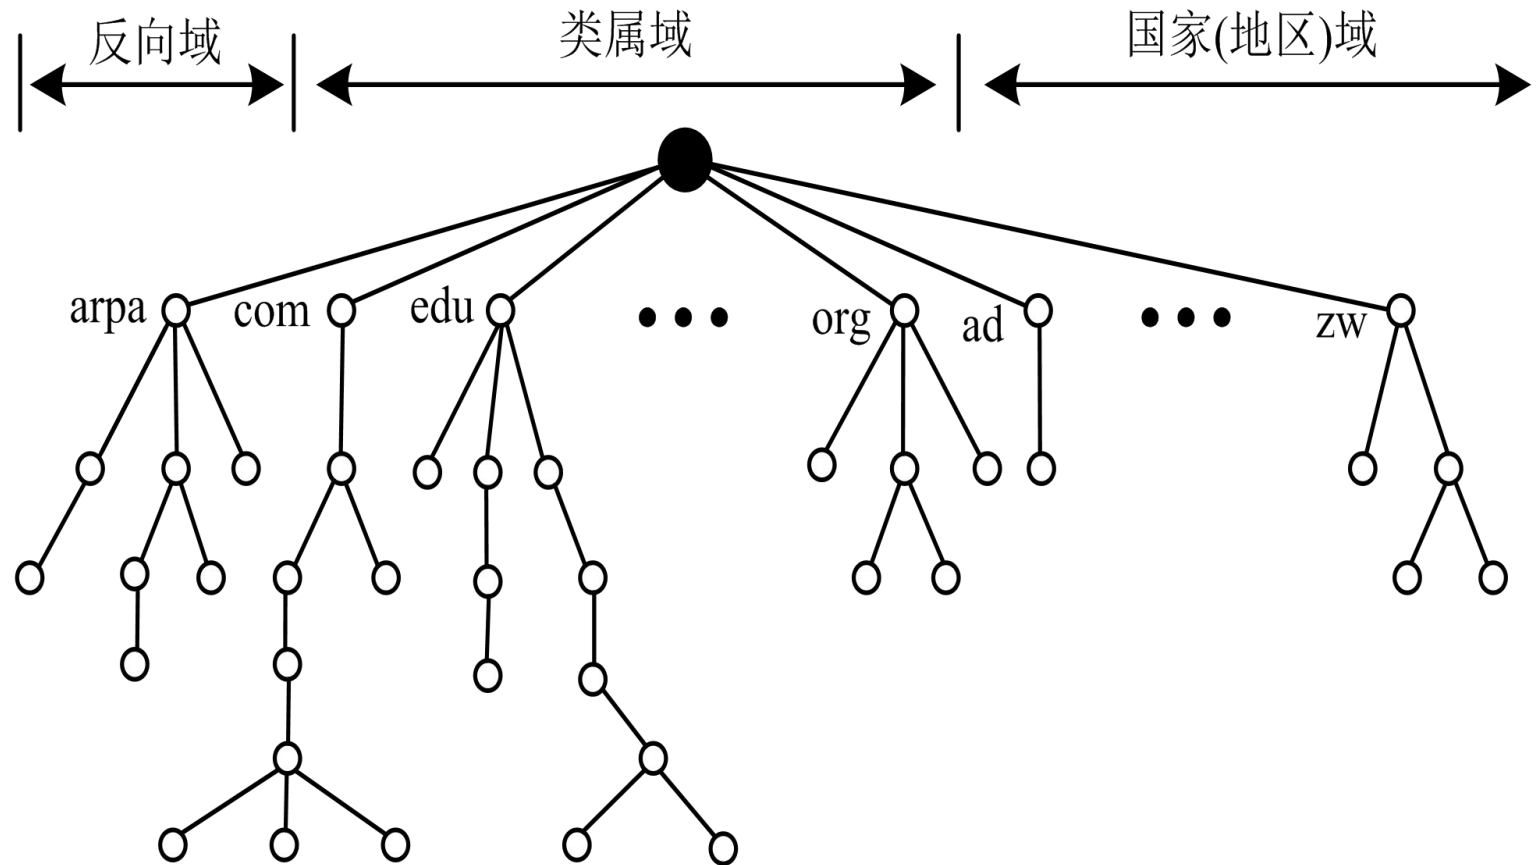 反向域
类属域
国家(地区)域
arpa
com
edu
org
ad
zw